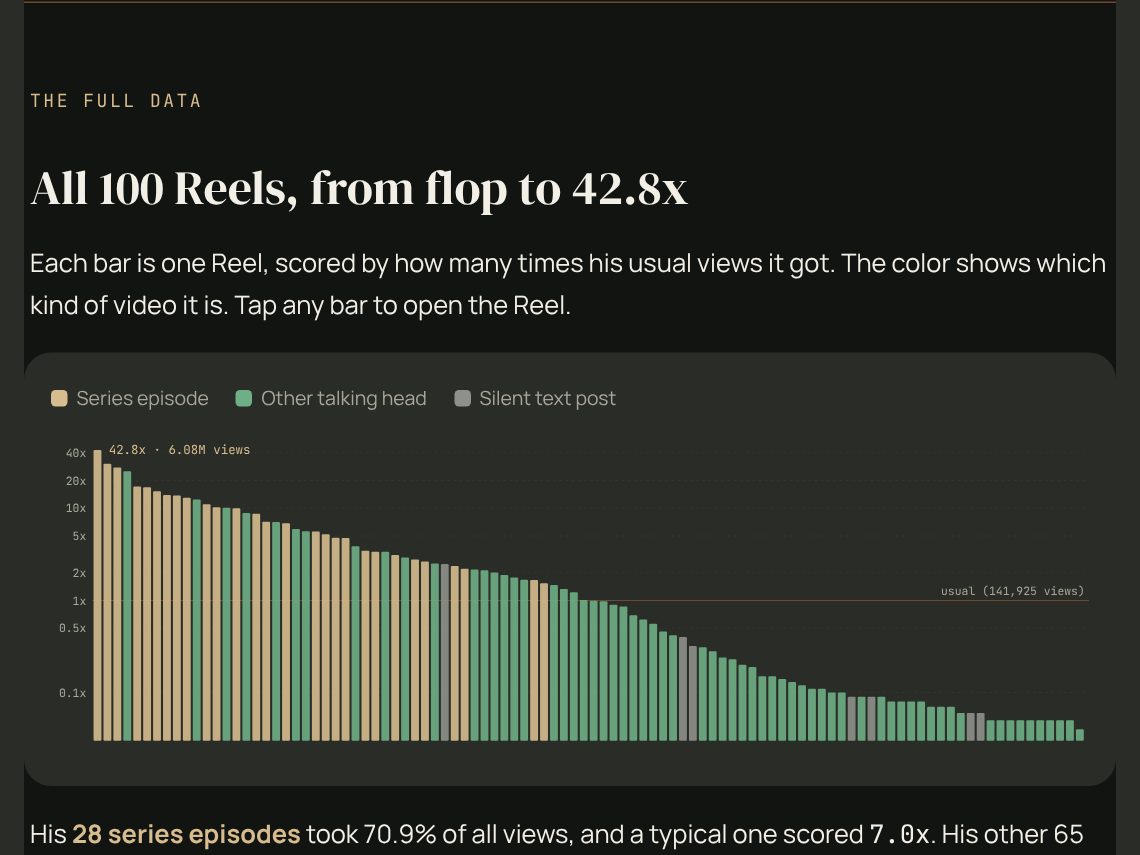 THE FULL DATA
All 100 Reels, from flop to 42.8x
Each bar is one Reel, scored by how many times his usual views it got. The color shows which
kind of video it is. Tap any bar to open the Reel.
Series episode
Other talking head
Silent text post
42.8x · 6.08M views
40x
20x
10x
5x
2x
usual (141,925 views)
1x
0.5x
0.1x
His 28 series episodes took 70.9% of all views, and a typical one scored 7.0x. His other 65